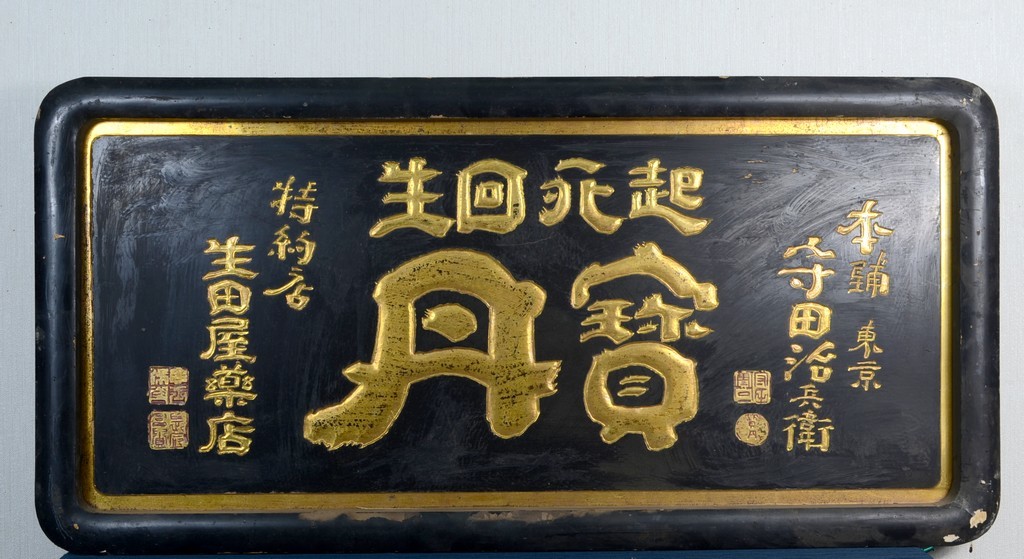 本舗 東京
守田治兵衛
起死回生
寳丹
特約店
生田屋藥店